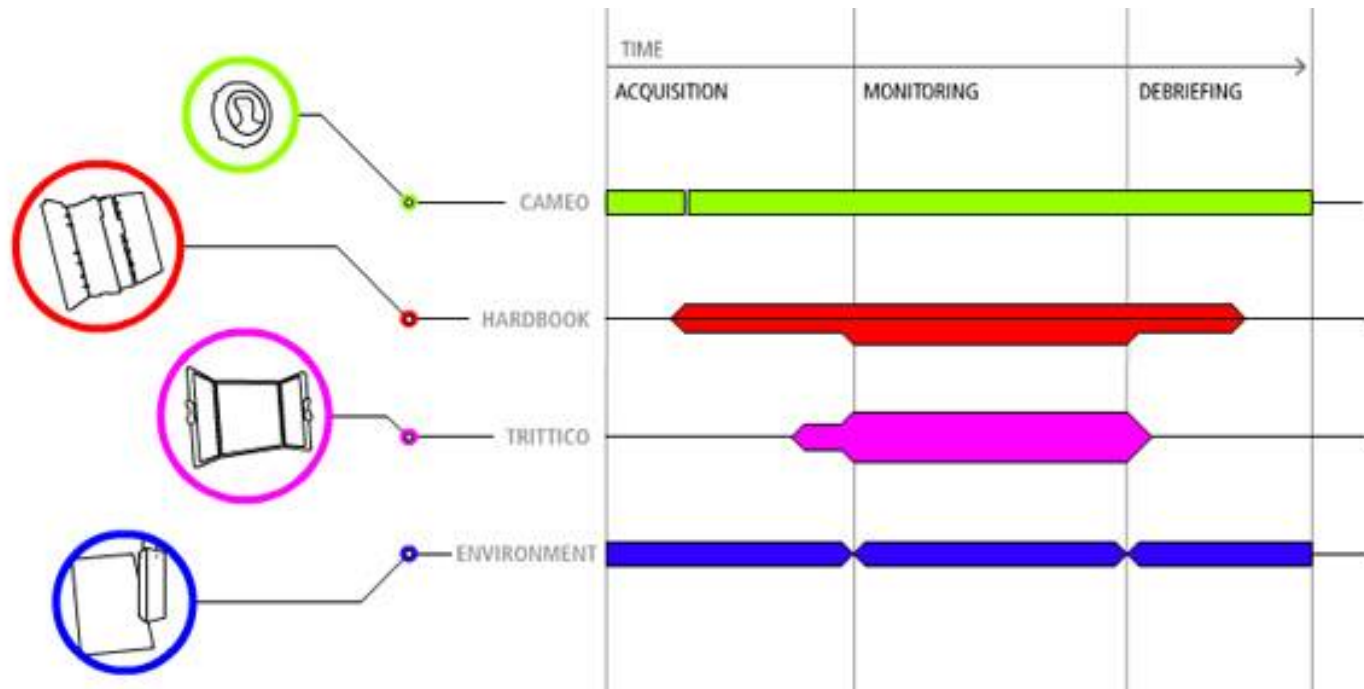 TIME
ACQUISITION MONITORING DEBRIEFING
CAMEO
HARDBOOK
TRITTICO
ENVIRONMENT